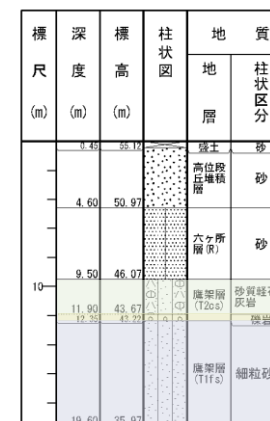 標尺(m)
深度(m)
標高(m)
柱状図
地質
地層
柱状区分
0.45 55.12 盛土 砂
高位段丘堆積層 砂
4.60 50.97
六ヶ所層(R) 砂
9.50 46.07
10
鷹架層(T2cs) 砂質軽石
灰岩
11.90 43.67
12.35 43.22 礫岩
鷹架層(T1fs) 細粒砂
19.60 35.97